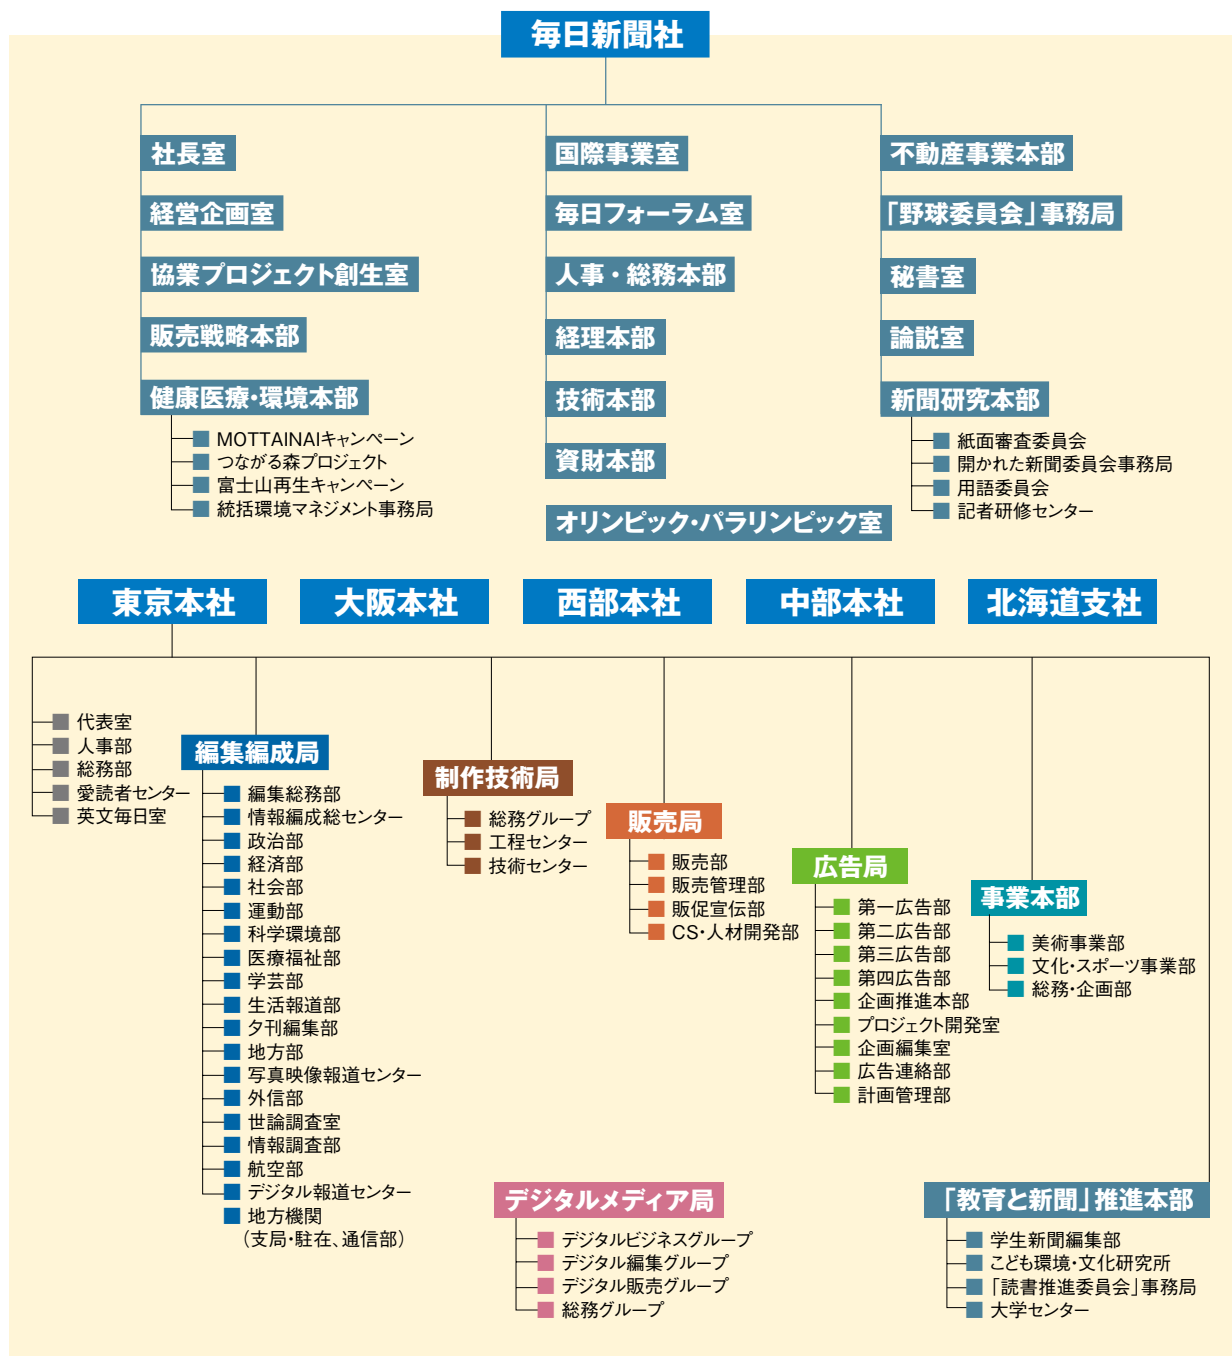 毎日新聞社
社長室
経営企画室
協業プロジェクト創生室
販売戦略本部
健康医療・環境本部
MOTTAINAIキャンペーン
つながる森プロジェクト
富士山再生キャンペーン
統括環境マネジメント事務局
国際事業室
毎日フォーラム室
人事・総務本部
経理本部
技術本部
資財本部
オリンピック・パラリンピック室
不動産事業本部
「野球委員会」事務局
秘書室
論説室
新聞研究本部
紙面審査委員会
開かれた新聞委員会事務局
用語委員会
記者研修センター
東京本社
大阪本社
西部本社
中部本社
北海道支社
代表室
人事部
総務部
愛読者センター
英文毎日室
編集編成局
編集総務部
情報編成総センター
政治部
経済部
社会部
運動部
科学環境部
医療福祉部
学芸部
生活報道部
夕刊編集部
地方部
写真映像報道センター
外信部
世論調査室
情報調査部
航空部
デジタル報道センター
地方機関
（支局・駐在、通信部）
制作技術局
総務グループ
工程センター
技術センター
販売局
販売部
販売管理部
販促宣伝部
CS・人材開発部
広告局
第一広告部
第二広告部
第三広告部
第四広告部
企画推進本部
プロジェクト開発室
企画編集室
広告連絡部
計画管理部
事業本部
美術事業部
文化・スポーツ事業部
総務・企画部
デジタルメディア局
デジタルビジネスグループ
デジタル編集グループ
デジタル販売グループ
総務グループ
「教育と新聞」推進本部
学生新聞編集部
こども環境・文化研究所
「読書推進委員会」事務局
大学センター